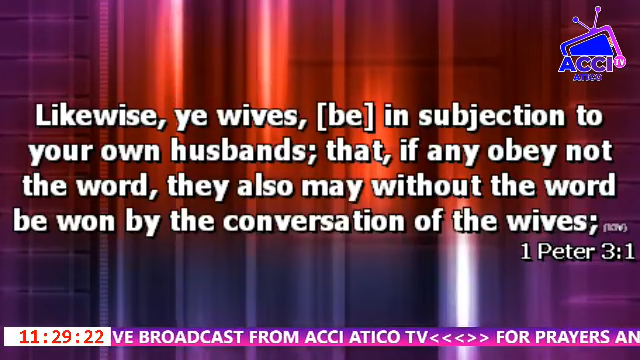 ACCI TV
ATICO
Likewise, ye wives, [be] in subjection to
your own husbands; that, if any obey not
the word, they also may without the word
be won by the conversation of the wives; (KJV)
1 Peter 3:1
11:29:22 VE BROADCAST FROM ACCI ATICO TV<<<>> FOR PRAYERS AN